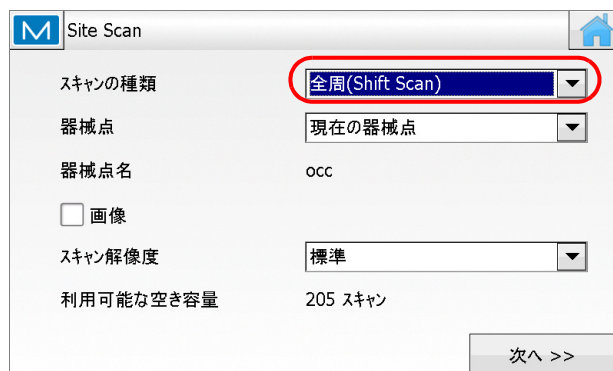 Site Scan
スキャンの種類 全周(Shift Scan)
器械点 現在の器械点
器械点名 occ
画像
スキャン解像度 標準
利用可能な空き容量 205 スキャン
次へ >>